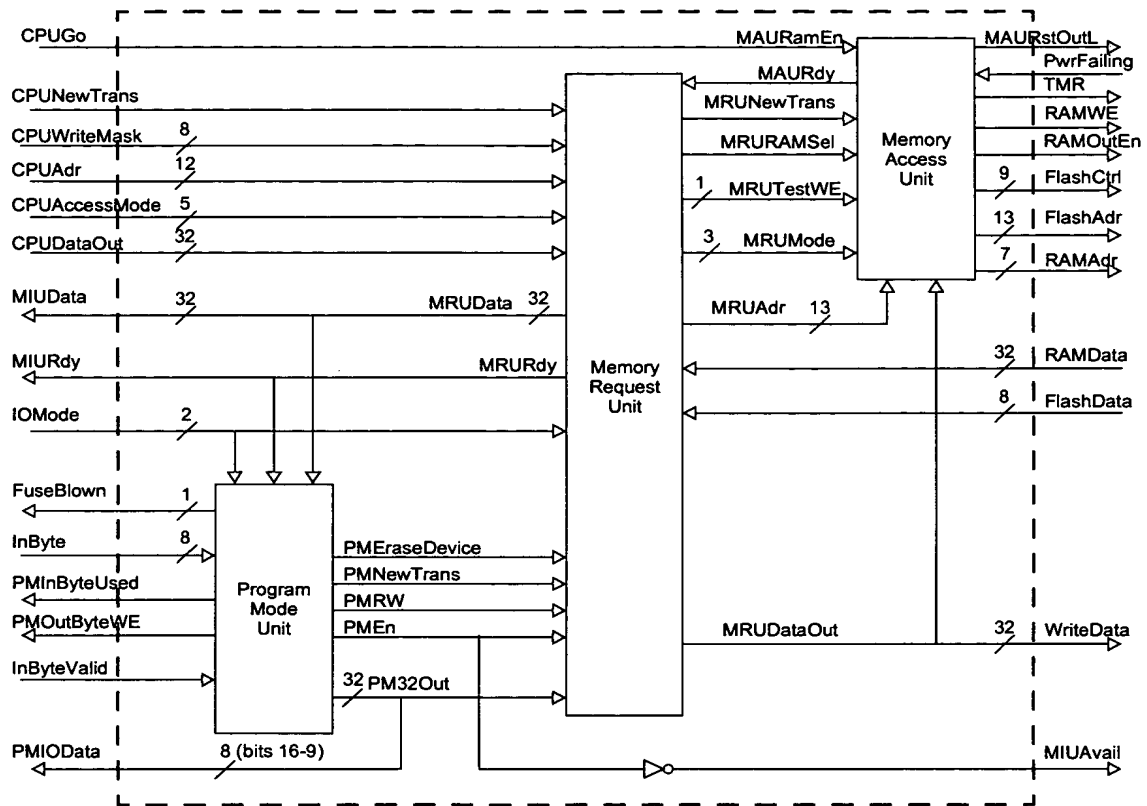 CPUGo
MAURamEn
MAURstOutL
MAURdy
PwrFailing
CPUNewTrans
MRUNewTrans
TMR
CPUWriteMask
8
MRURAMSel
Memory
Access
Unit
RAMWE
RAMOutEn
CPUAdr
12
1
MRUTestWE
9
FlashCtrl
CPUAccessMode
5
3
MRUMode
13
FlashAdr
CPUDataOut
32
7
RAMAdr
MIUData
32
MRUData
32
MRUAdr
13
MIURdy
MRURdy
Memory
Request
Unit
32
RAMData
IOMode
2
8
FlashData
FuseBlown
1
InByte
8
PMEraseDevice
PMInByteUsed
Program
Mode
Unit
PMNewTrans
PMRW
POutByteWE
PMEn
MRUDataOut
32
WriteData
InByteValid
32
PM32Out
PMIOData
8 (bits 16-9)
MIUAvail